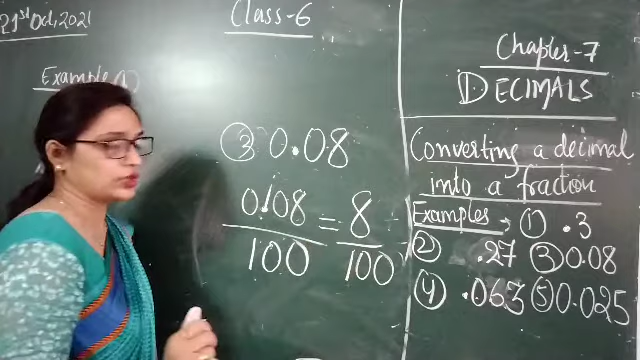 21st Oct, 2021
Class-6
Example ①
③ 0.08
0.08/100 = 8/100
Chapter-7
DECIMALS
Converting a decimal
into a fraction
Examples ① .3
② .27 ③ 0.08
④ .063 ⑤ 0.025